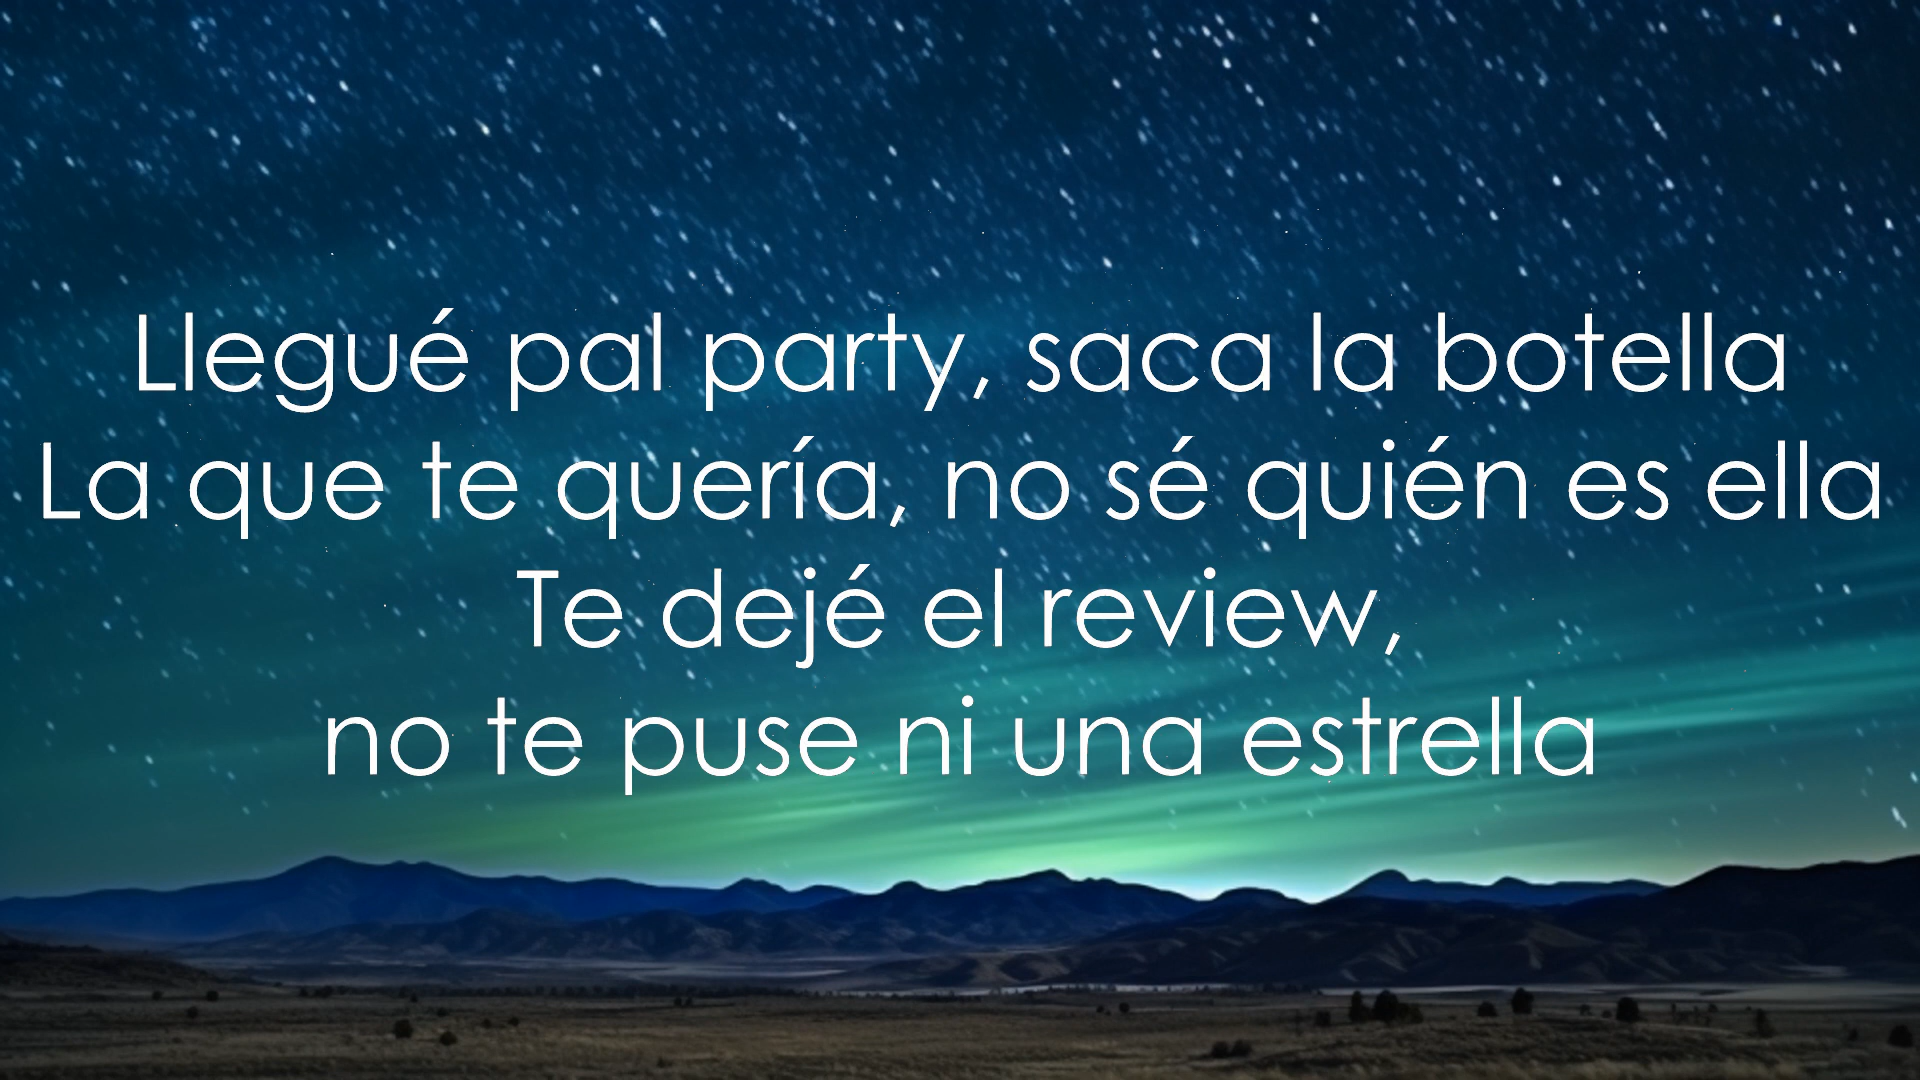 Llegué pal party, saca la botella
La que te quería, no sé quién es ella
Te dejé el review,
no te puse ni una estrella